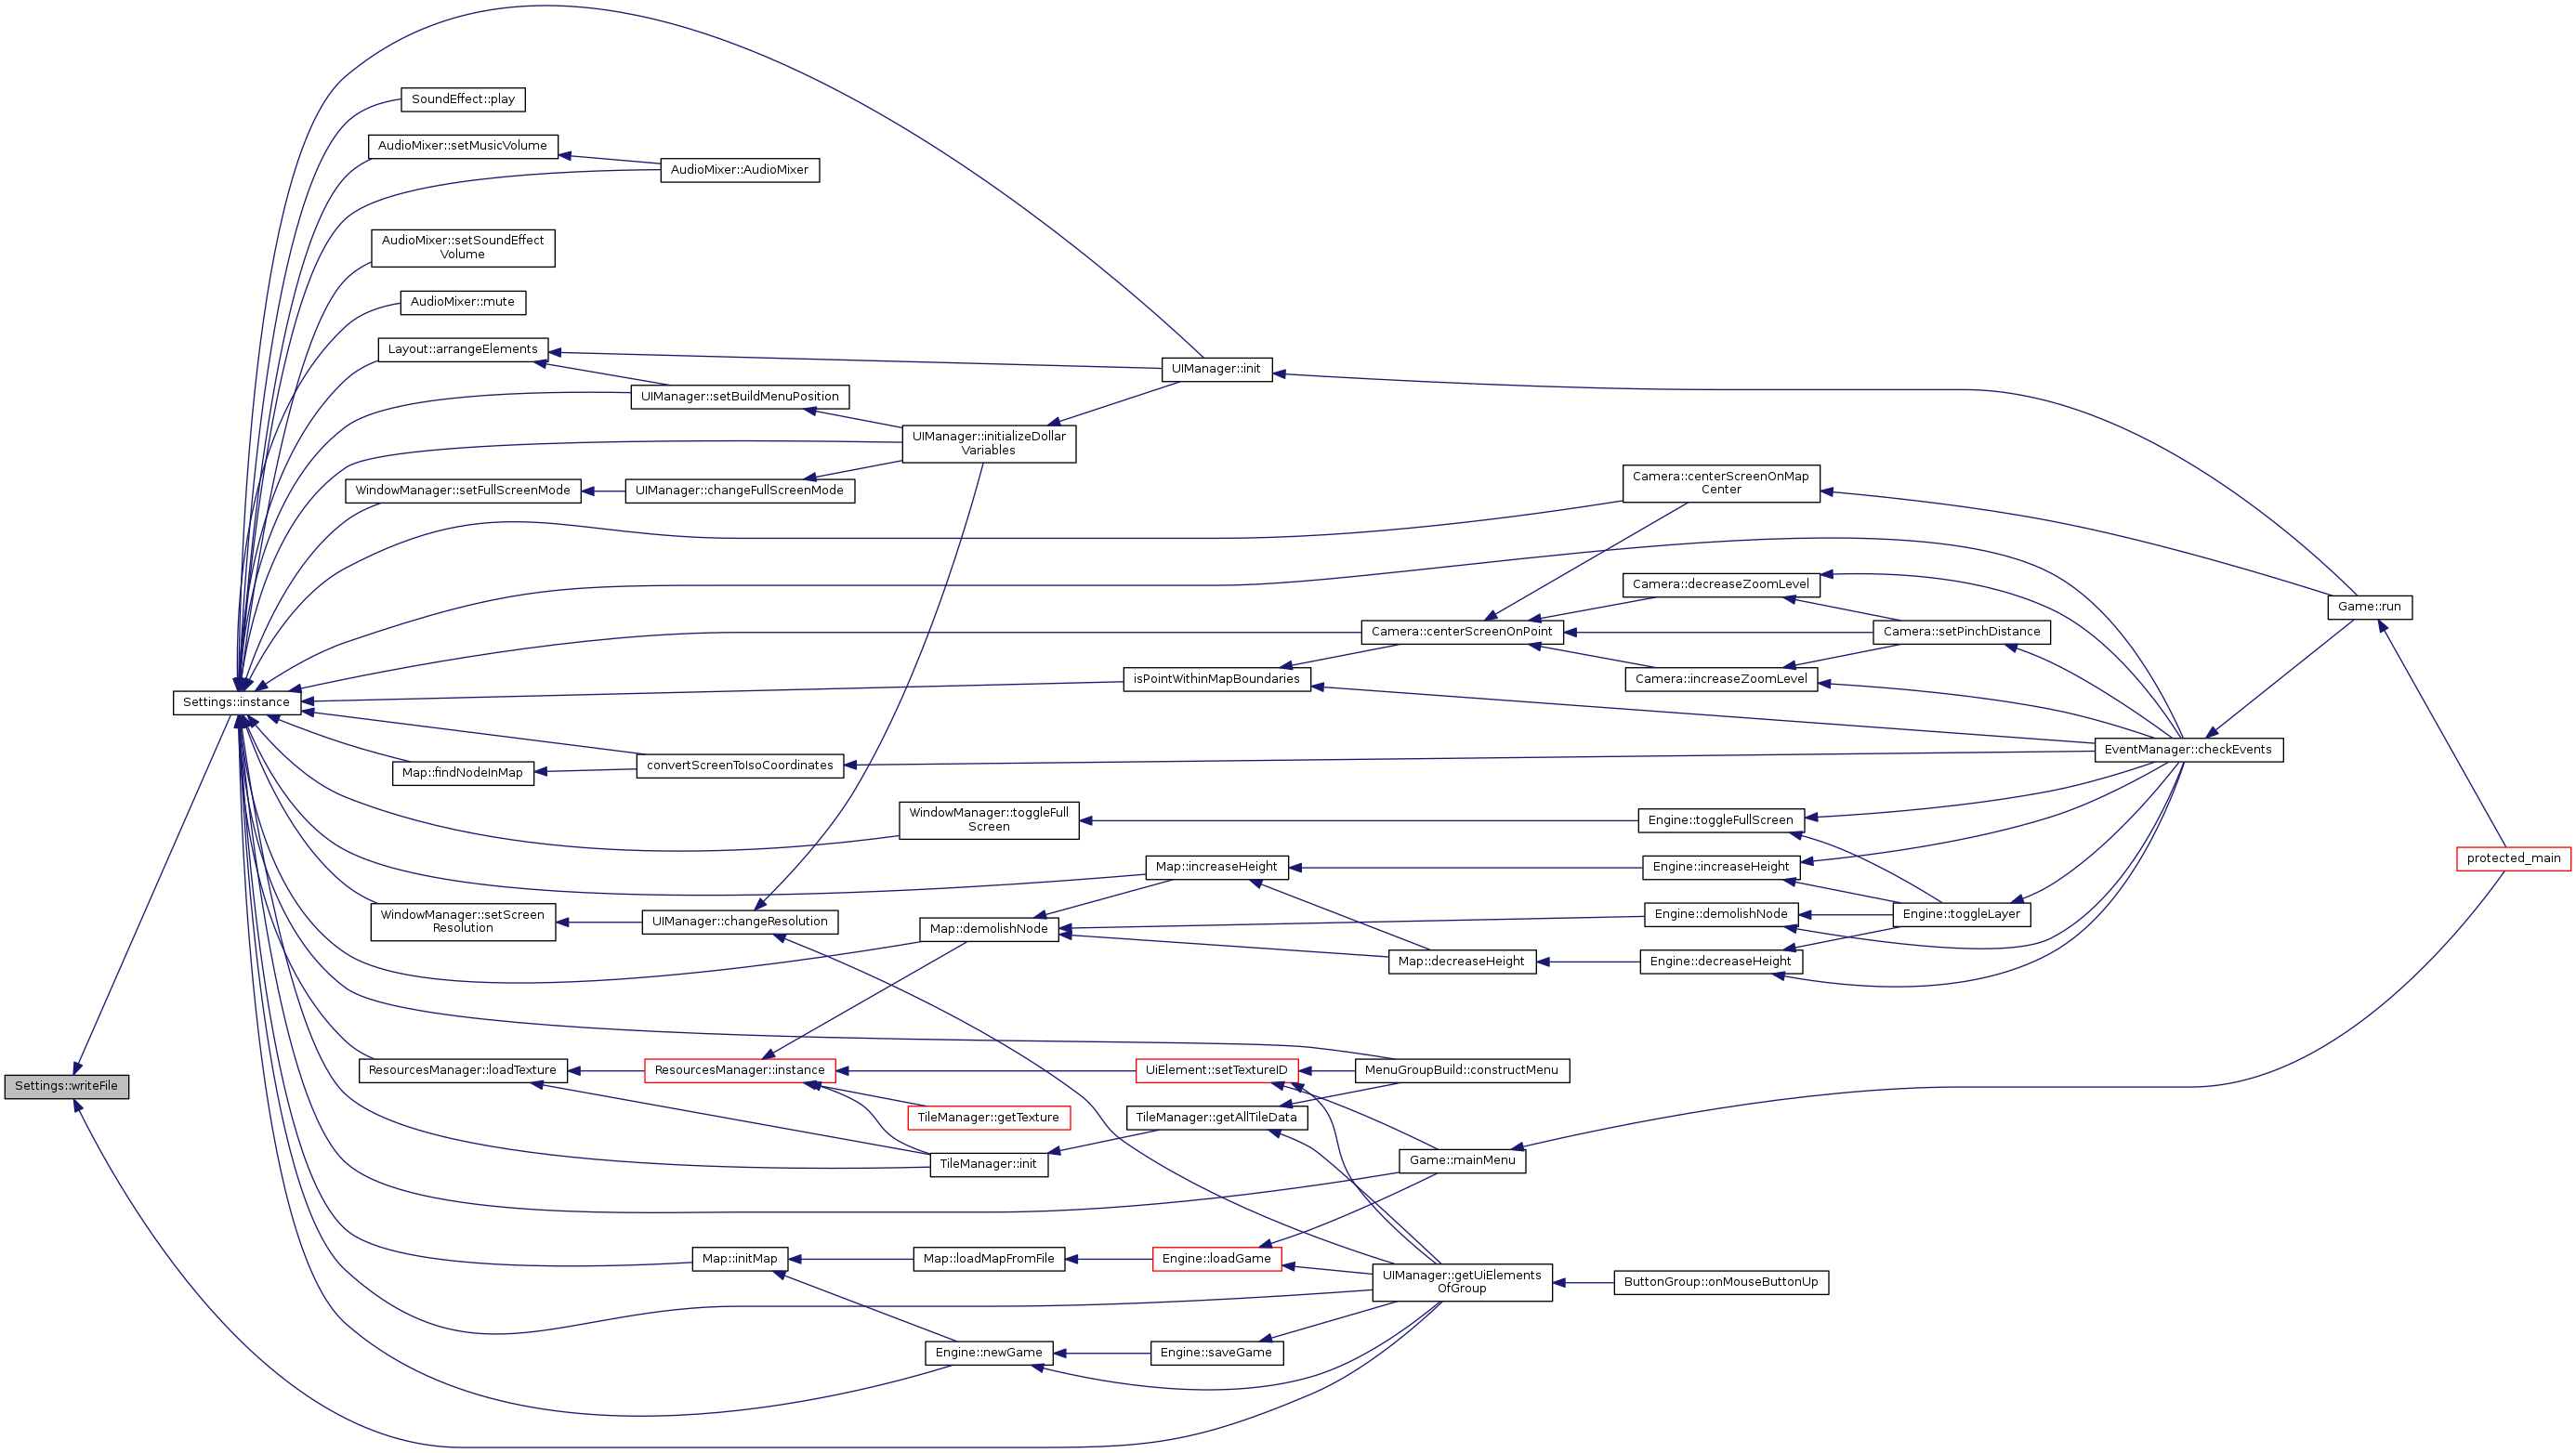 SoundEffect::play
AudioMixer::setMusicVolume
AudioMixer::AudioMixer
AudioMixer::setSoundEffect
Volume
AudioMixer::mute
Layout::arrangeElements
UIManager::init
UIManager::setBuildMenuPosition
UIManager::initializeDollar
Variables
WindowManager::setFullScreenMode
UIManager::changeFullScreenMode
Camera::centerScreenOnMap
Center
Camera::decreaseZoomLevel
Game::run
Camera::centerScreenOnPoint
Camera::setPinchDistance
isPointWithinMapBoundaries
Camera::increaseZoomLevel
Settings::instance
EventManager::checkEvents
Map::findNodeInMap
convertScreenToIsoCoordinates
WindowManager::toggleFull
Screen
Engine::toggleFullScreen
protected_main
Map::increaseHeight
Engine::increaseHeight
WindowManager::setScreen
Resolution
UIManager::changeResolution
Map::demolishNode
Engine::demolishNode
Engine::toggleLayer
Map::decreaseHeight
Engine::decreaseHeight
Settings::writeFile
ResourcesManager::loadTexture
ResourcesManager::instance
UiElement::setTextureID
MenuGroupBuild::constructMenu
TileManager::getTexture
TileManager::getAllTileData
TileManager::init
Game::mainMenu
Map::initMap
Map::loadMapFromFile
Engine::loadGame
UIManager::getUiElements
OfGroup
ButtonGroup::onMouseButtonUp
Engine::newGame
Engine::saveGame